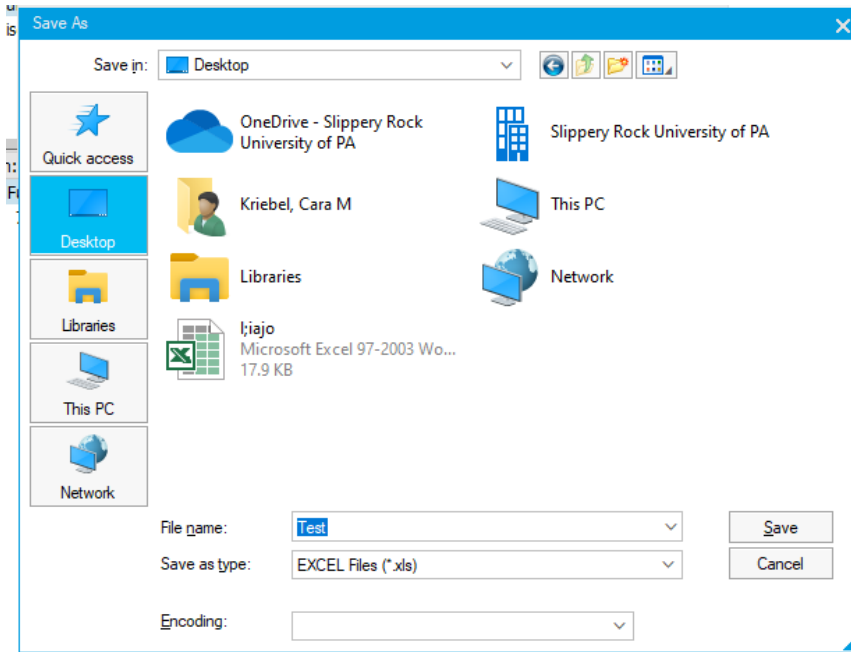 is
Save As
Save in:
Desktop
Quick access
Desktop
Libraries
This PC
Network
OneDrive - Slippery Rock
University of PA
Slippery Rock University of PA
Kriebel, Cara M
This PC
Libraries
Network
l;iajo
Microsoft Excel 97-2003 Wo...
17.9 KB
File name:
Test
Save
Save as type:
EXCEL Files (*.xls)
Cancel
Encoding: